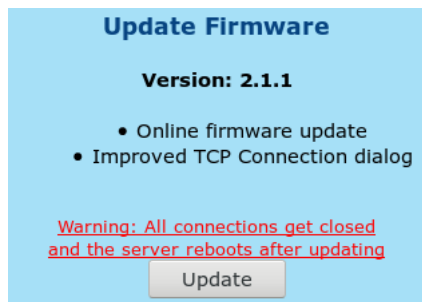 Update Firmware
Version: 2.1.1
• Online firmware update
• Improved TCP Connection dialog
Warning: All connections get closed
and the server reboots after updating
Update